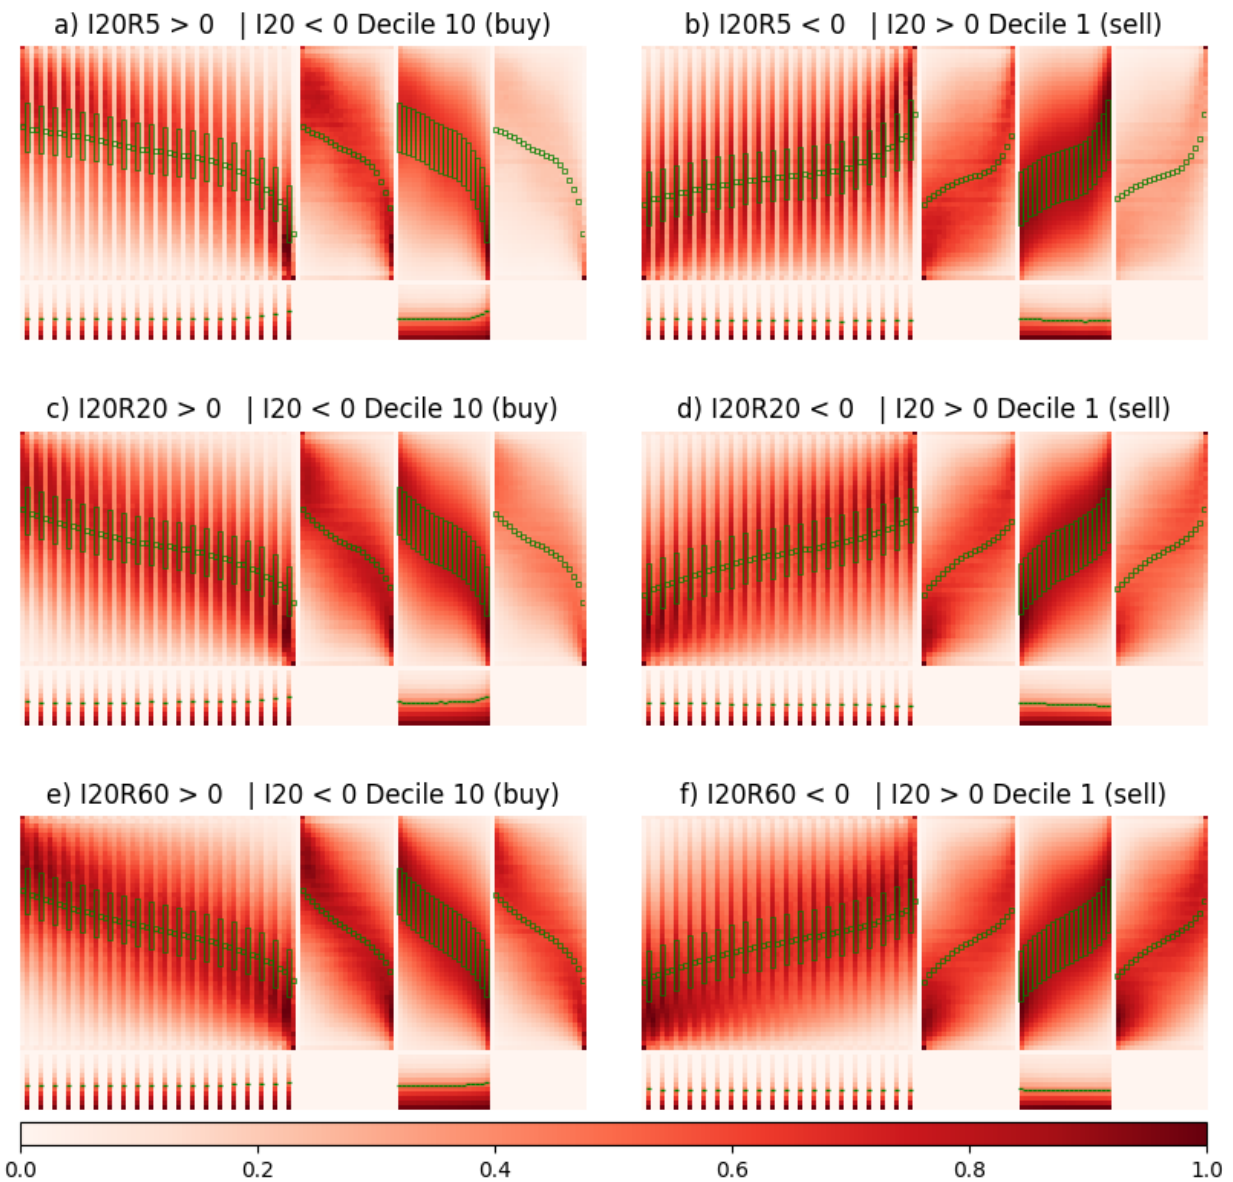 a) I20R5 > 0   | I20 < 0 Decile 10 (buy)
b) I20R5 < 0   | I20 > 0 Decile 1 (sell)
c) I20R20 > 0   | I20 < 0 Decile 10 (buy)
d) I20R20 < 0   | I20 > 0 Decile 1 (sell)
e) I20R60 > 0   | I20 < 0 Decile 10 (buy)
f) I20R60 < 0   | I20 > 0 Decile 1 (sell)
0.0 0.2 0.4 0.6 0.8 1.0